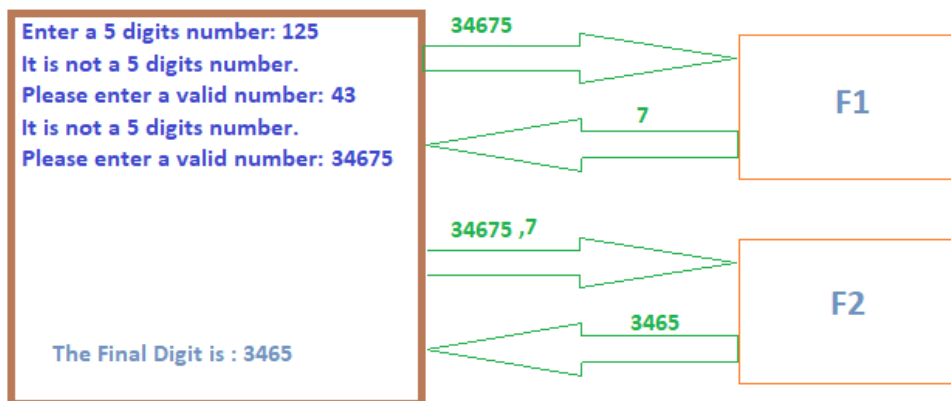 Enter a 5 digits number: 125
It is not a 5 digits number.
Please enter a valid number: 43
It is not a 5 digits number.
Please enter a valid number: 34675
The Final Digit is : 3465
34675
F1
7
34675 ,7
F2
3465